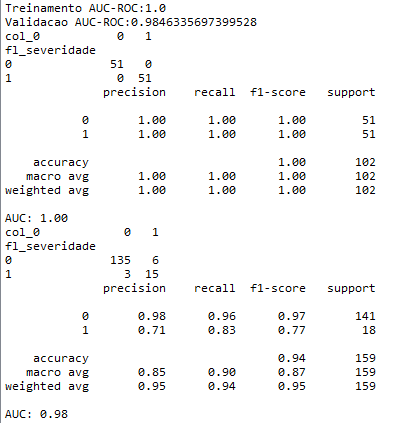 Treinamento AUC-ROC:1.0
Validacao AUC-ROC:0.9846335697399528
col_0 0 1
fl_severidade
0 51 0
1 0 51
precision recall f1-score support
0 1.00 1.00 1.00 51
1 1.00 1.00 1.00 51
accuracy 1.00 102
macro avg 1.00 1.00 1.00 102
weighted avg 1.00 1.00 1.00 102
AUC: 1.00
col_0 0 1
fl_severidade
0 135 6
1 3 15
precision recall f1-score support
0 0.98 0.96 0.97 141
1 0.71 0.83 0.77 18
accuracy 0.94 159
macro avg 0.85 0.90 0.87 159
weighted avg 0.95 0.94 0.95 159
AUC: 0.98